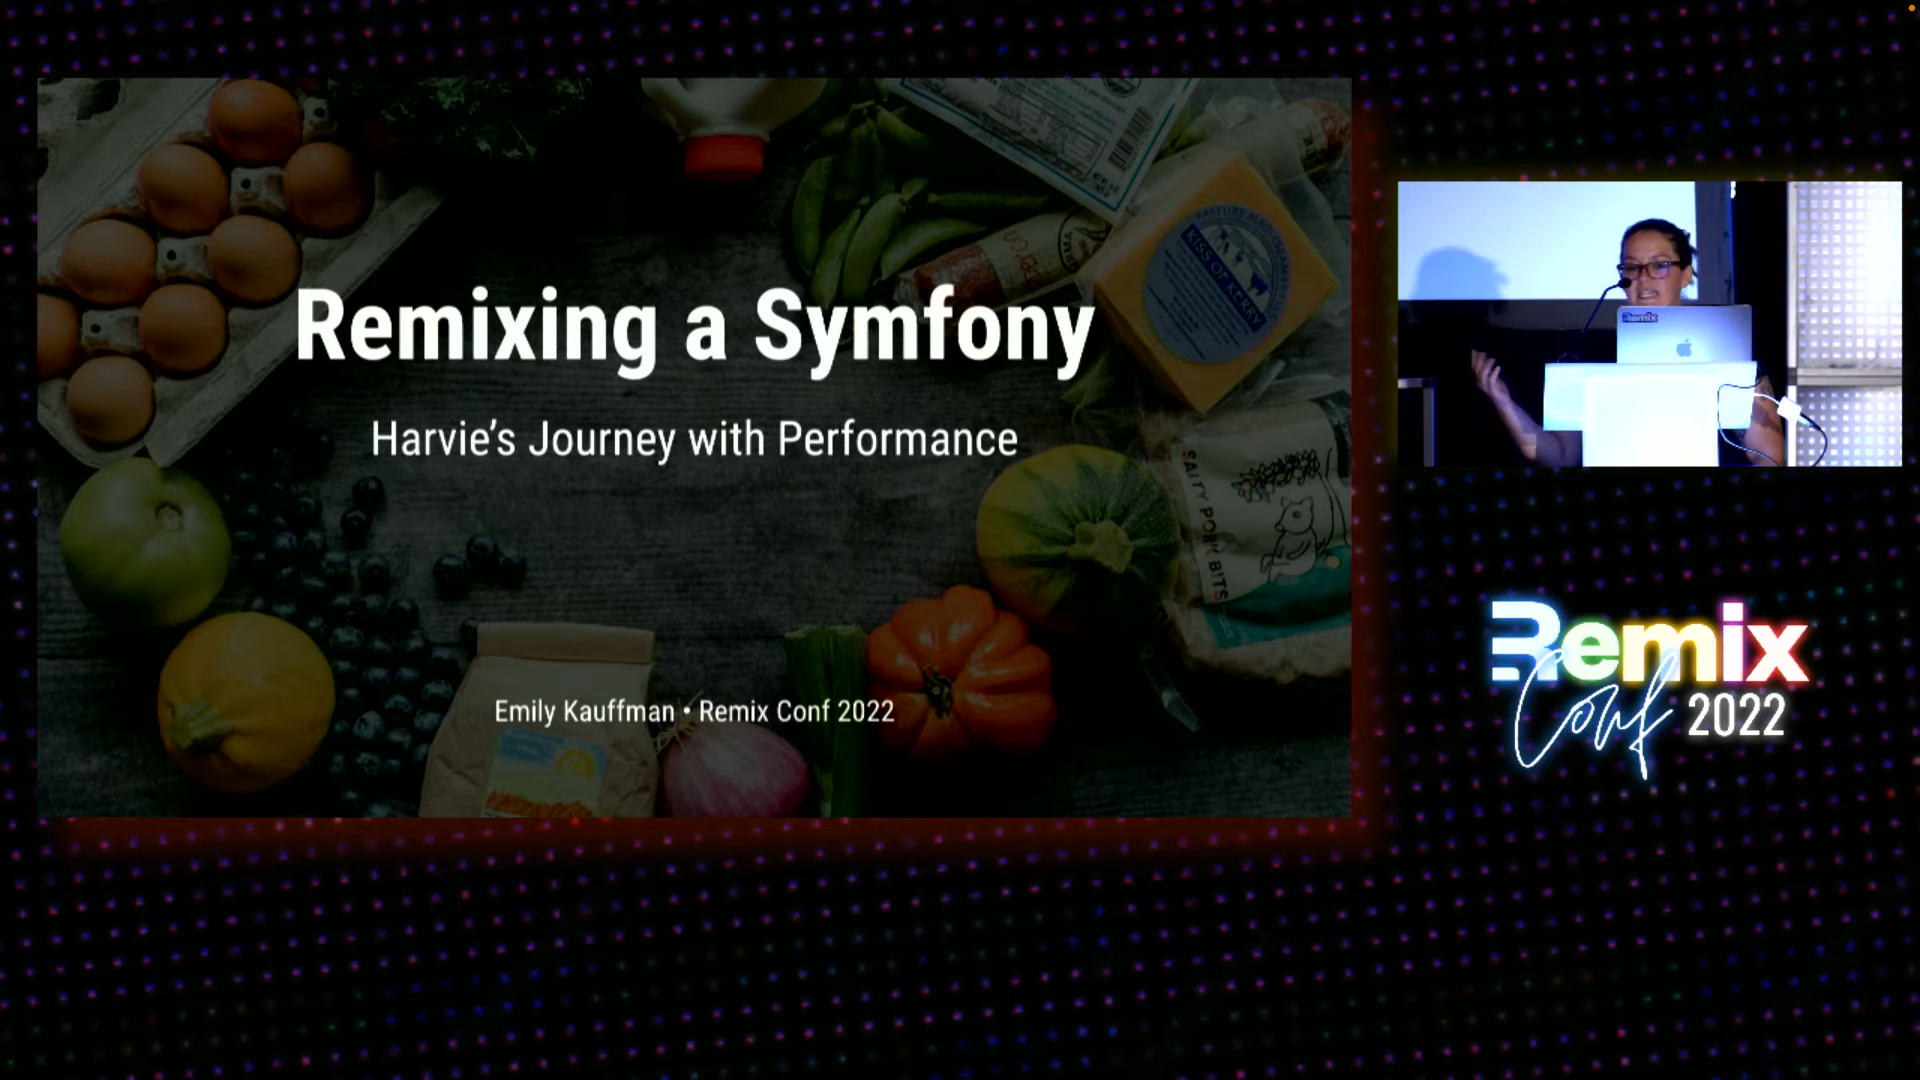 Remixing a Symfony
Harvie’s Journey with Performance
Emily Kauffman • Remix Conf 2022
KISS OF KERRY
SALTY PORK BITS
Remix
Remix
Conf
2022